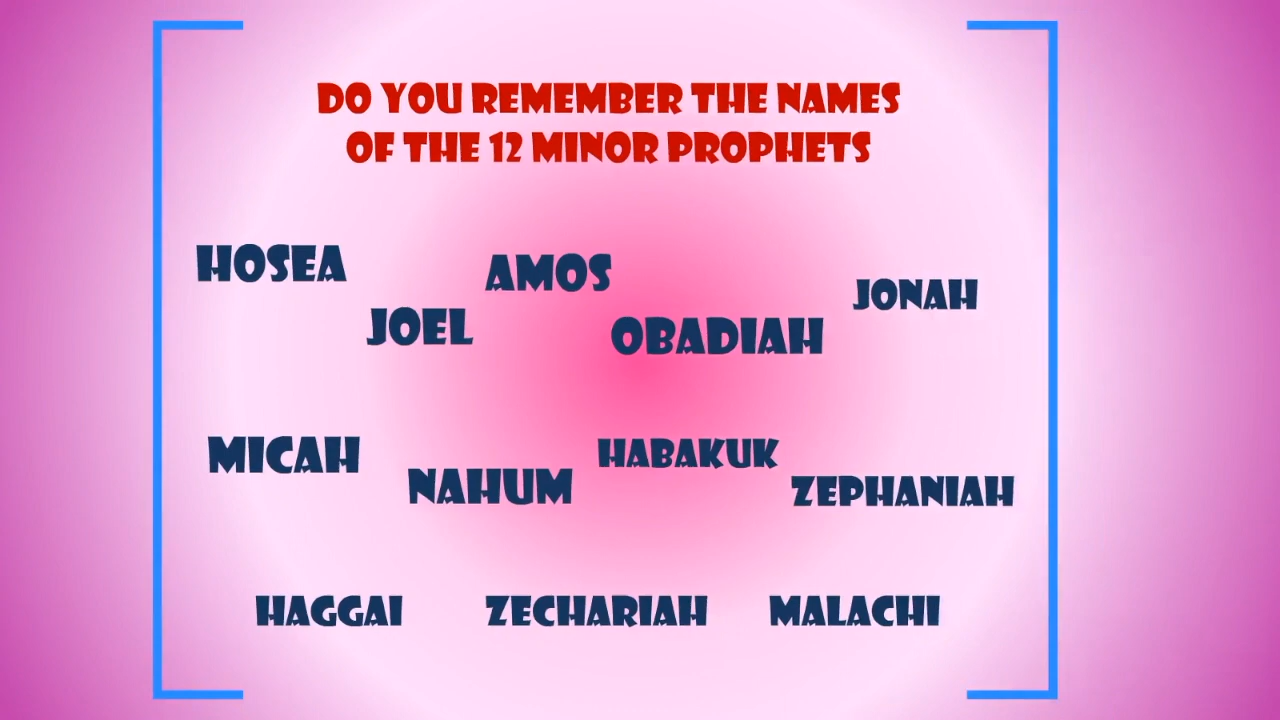 DO YOU REMEMBER THE NAMES
OF THE 12 MINOR PROPHETS
HOSEA
JOEL
AMOS
OBADIAH
JONAH
MICAH
NAHUM
HABAKUK
ZEPHANIAH
HAGGAI
ZECHARIAH
MALACHI